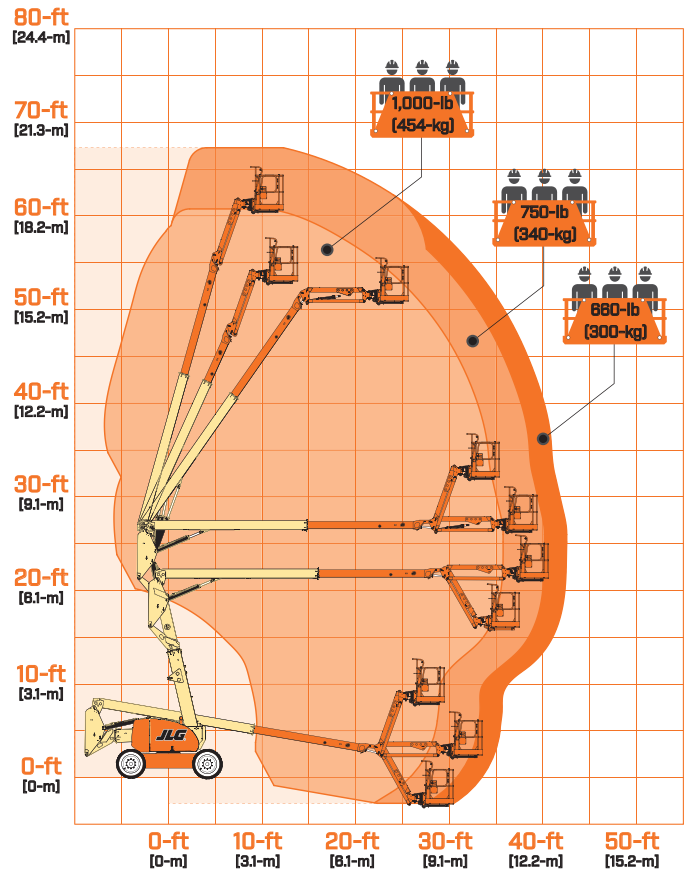 80-ft
[24.4-m]
70-ft
[21.3-m]
60-ft
[18.2-m]
50-ft
[15.2-m]
40-ft
[12.2-m]
30-ft
[9.1-m]
20-ft
[6.1-m]
10-ft
[3.1-m]
0-ft
[0-m]
1,000-lb
(454-kg)
750-lb
(340-kg)
660-lb
(300-kg)
JLG
0-ft
[0-m]
10-ft
[3.1-m]
20-ft
[6.1-m]
30-ft
[9.1-m]
40-ft
[12.2-m]
50-ft
[15.2-m]